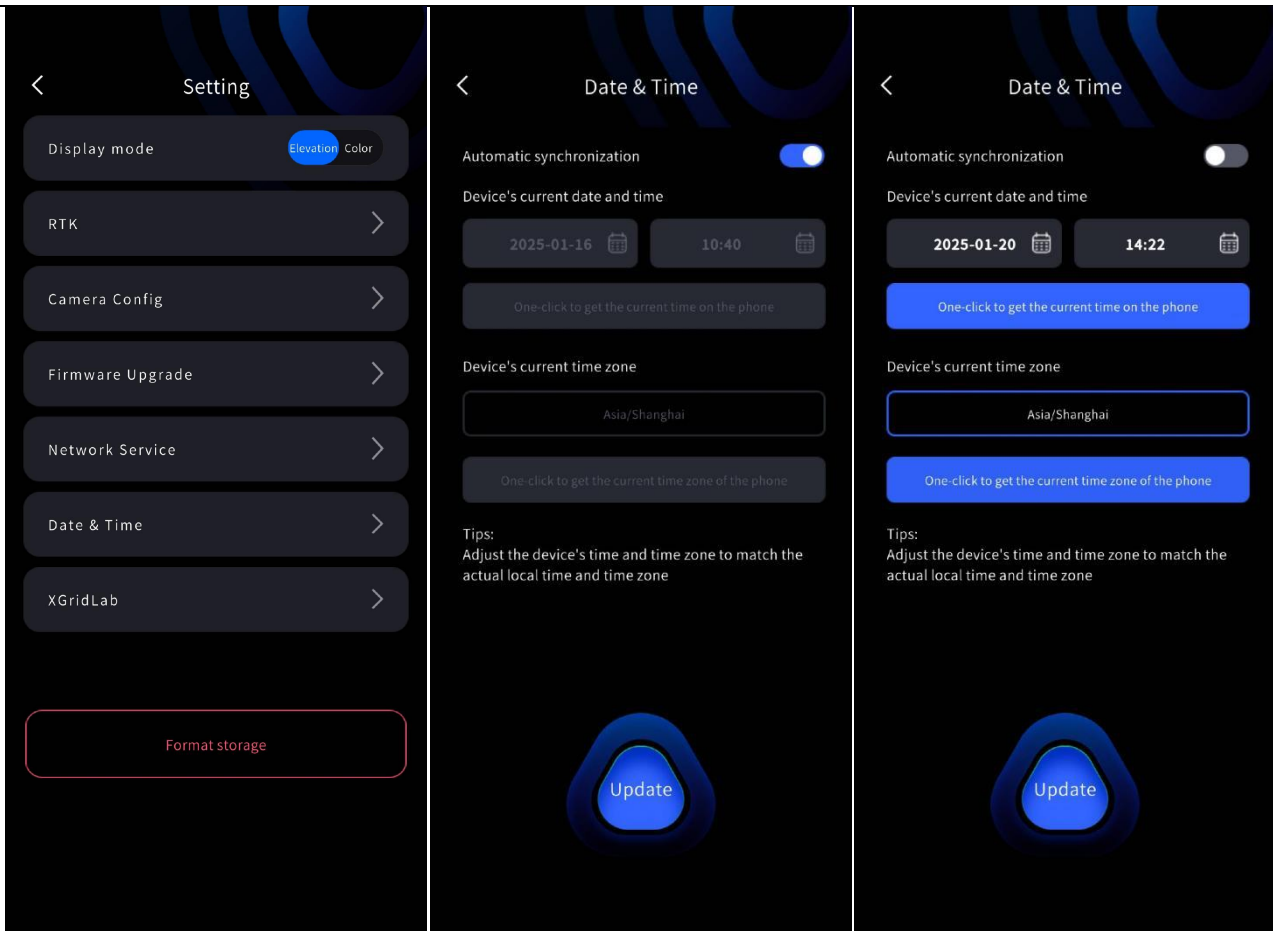 Setting
Display mode
Elevation Color
RTK
Camera Config
Firmware Upgrade
Network Service
Date & Time
XGridLab
Format storage
Date & Time
Automatic synchronization
Device's current date and time
2025-01-16 10:40
One-click to get the current time on the phone
Device's current time zone
Asia/Shanghai
One-click to get the current time zone of the phone
Tips:
Adjust the device's time and time zone to match the
actual local time and time zone
Update
Date & Time
Automatic synchronization
Device's current date and time
2025-01-20 14:22
One-click to get the current time on the phone
Device's current time zone
Asia/Shanghai
One-click to get the current time zone of the phone
Tips:
Adjust the device's time and time zone to match the
actual local time and time zone
Update